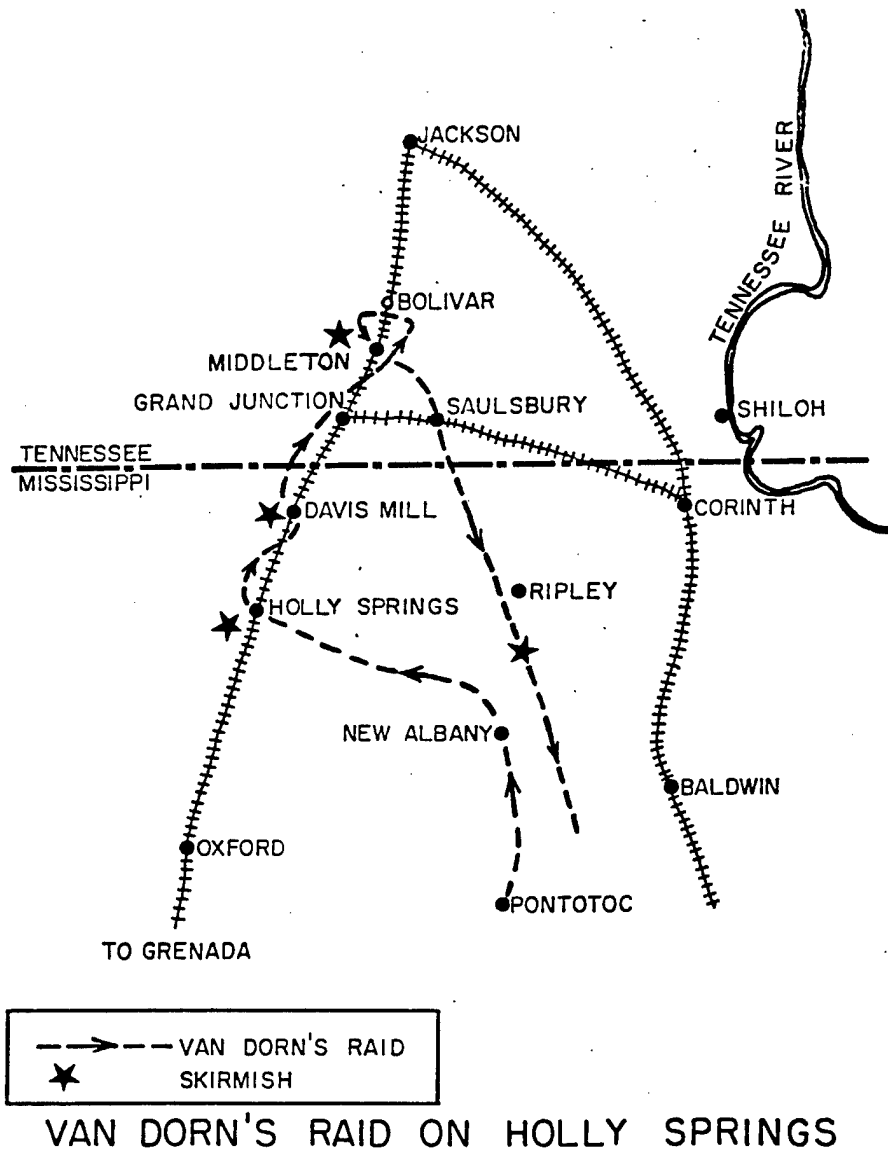 JACKSON
TENNESSEE RIVER
BOLIVAR
MIDDLETON
GRAND JUNCTION
SAULSBURY
SHILOH
TENNESSEE
MISSISSIPPI
DAVIS MILL
CORINTH
RIPLEY
HOLLY SPRINGS
NEW ALBANY
BALDWIN
OXFORD
PONTOTOC
TO GRENADA
VAN DORN'S RAID
SKIRMISH
VAN DORN'S RAID ON HOLLY SPRINGS